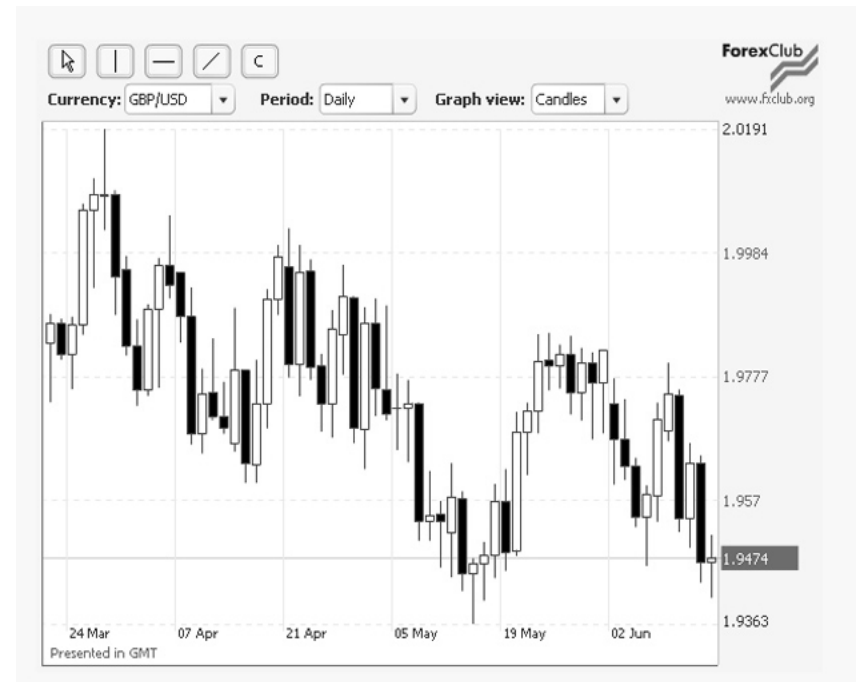 C
ForexClub
www.fxclub.org
Currency: GBP/USD Period: Daily Graph view: Candles
2.0191
1.9984
1.9777
1.957
1.9474
1.9363
24 Mar 07 Apr 21 Apr 05 May 19 May 02 Jun
Presented in GMT